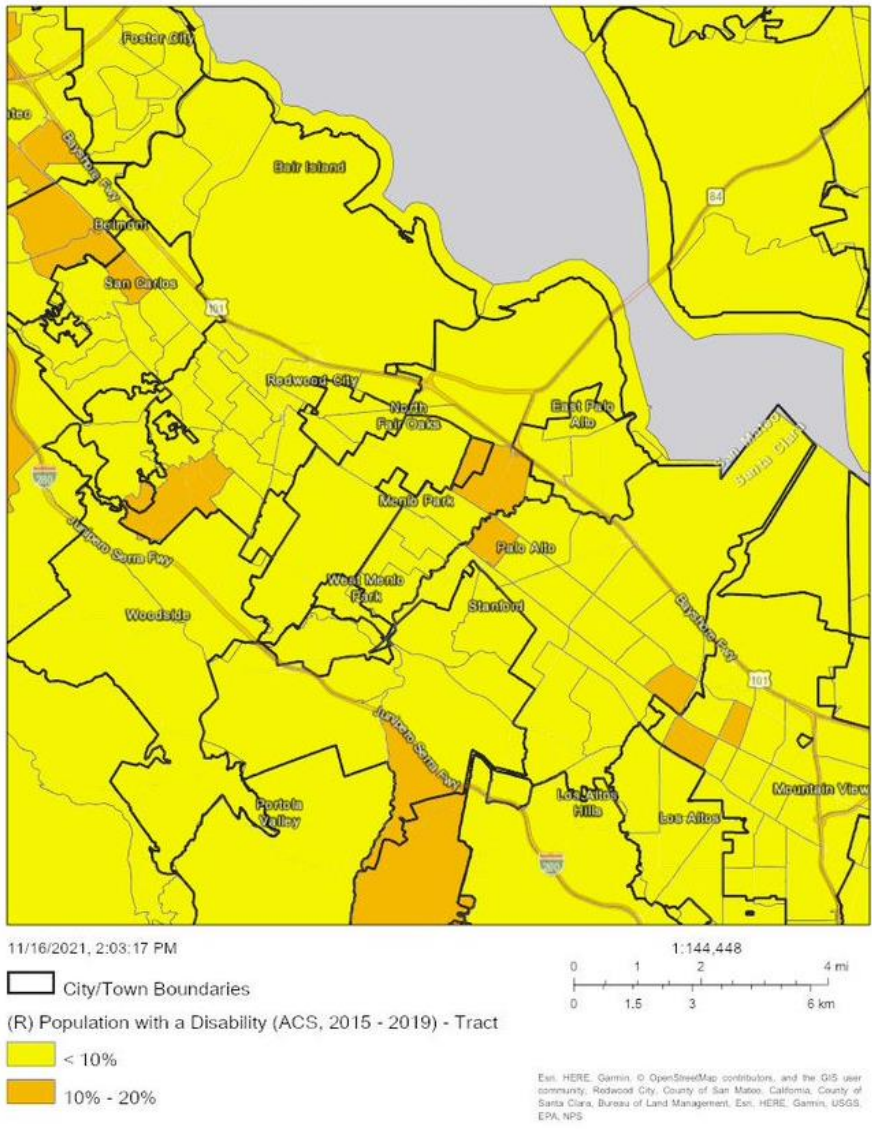 Foster City
ateo
Bayshore Fwy
Bair Island
84
Belmont
San Carlos
101
Redwood City
North
Fair Oaks
East Palo
Alto
San Mateo
Santa Clara
280
Menlo Park
Junipero Serra Fwy
Palo Alto
West Menlo
Park
Stanford
Woodside
Bayshore Fwy
101
Junipero Serra Fwy
Portola
Valley
Los Altos
Hills
Los Altos
Mountain View
280
11/16/2021, 2:03:17 PM
1:144,448
0 1 2 4 mi
0 1.5 3 6 km
City/Town Boundaries
(R) Population with a Disability (ACS, 2015 - 2019) - Tract
< 10%
10% - 20%
Esri, HERE, Garmin, © OpenStreetMap contributors, and the GIS user
community, Redwood City, County of San Mateo, California, County of
Santa Clara, Bureau of Land Management, Esri, HERE, Garmin, USGS,
EPA, NPS